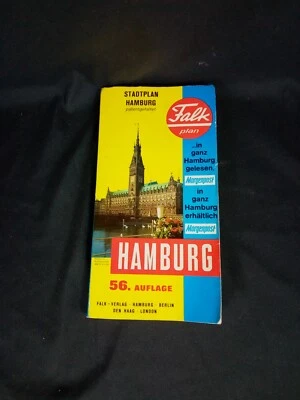 STADTPLAN
HAMBURG
patentgefaltet
Falk
plan
...in
ganz
Hamburg
gelesen.
Morgenpost
in
ganz
Hamburg
erhältlich
Morgenpost
HAMBURG
56. AUFLAGE
FALK - VERLAG · HAMBURG · BERLIN
DEN HAAG · LONDON